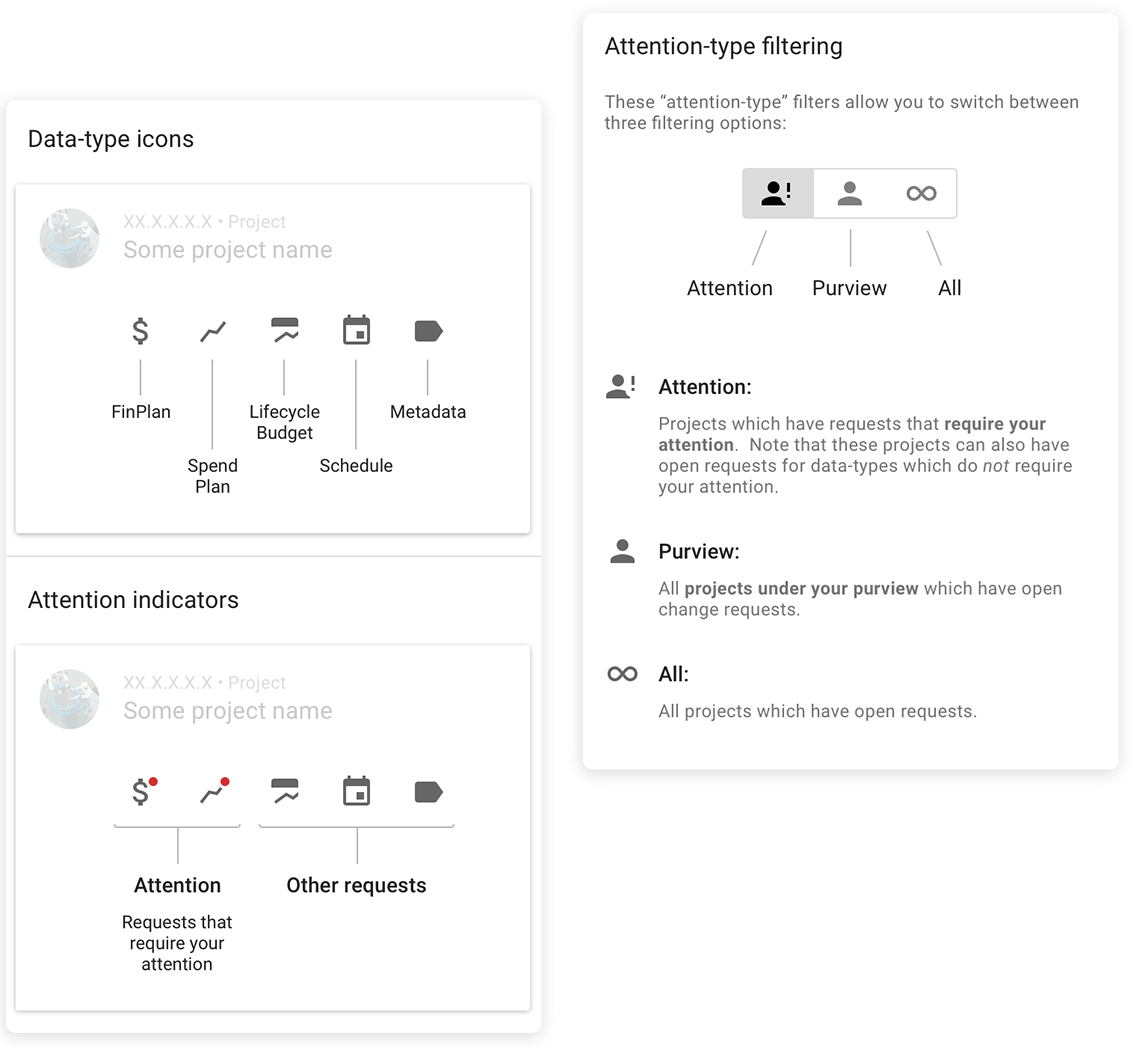 Data-type icons
XX.X.X.X.X • Project
Some project name
FinPlan
Lifecycle
Budget
Metadata
Spend
Plan
Schedule
Attention indicators
XX.X.X.X.X • Project
Some project name
Attention
Other requests
Requests that
require your
attention
Attention-type filtering
These “attention-type” filters allow you to switch between
three filtering options:
Attention
Purview
All
Attention:
Projects which have requests that require your
attention.  Note that these projects can also have
open requests for data-types which do not require
your attention.
Purview:
All projects under your purview which have open
change requests.
All:
All projects which have open requests.